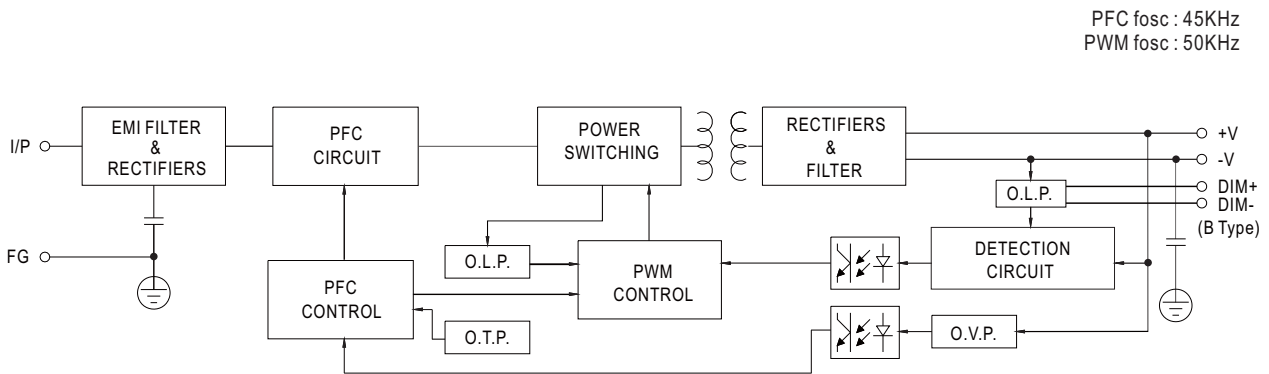 PFC fosc : 45KHz
PWM fosc : 50KHz
I/P
EMI FILTER
&
RECTIFIERS
PFC
CIRCUIT
POWER
SWITCHING
RECTIFIERS
&
FILTER
+V
-V
DIM+
DIM-
(B Type)
O.L.P.
FG
O.L.P.
PFC
CONTROL
PWM
CONTROL
DETECTION
CIRCUIT
O.T.P.
O.V.P.